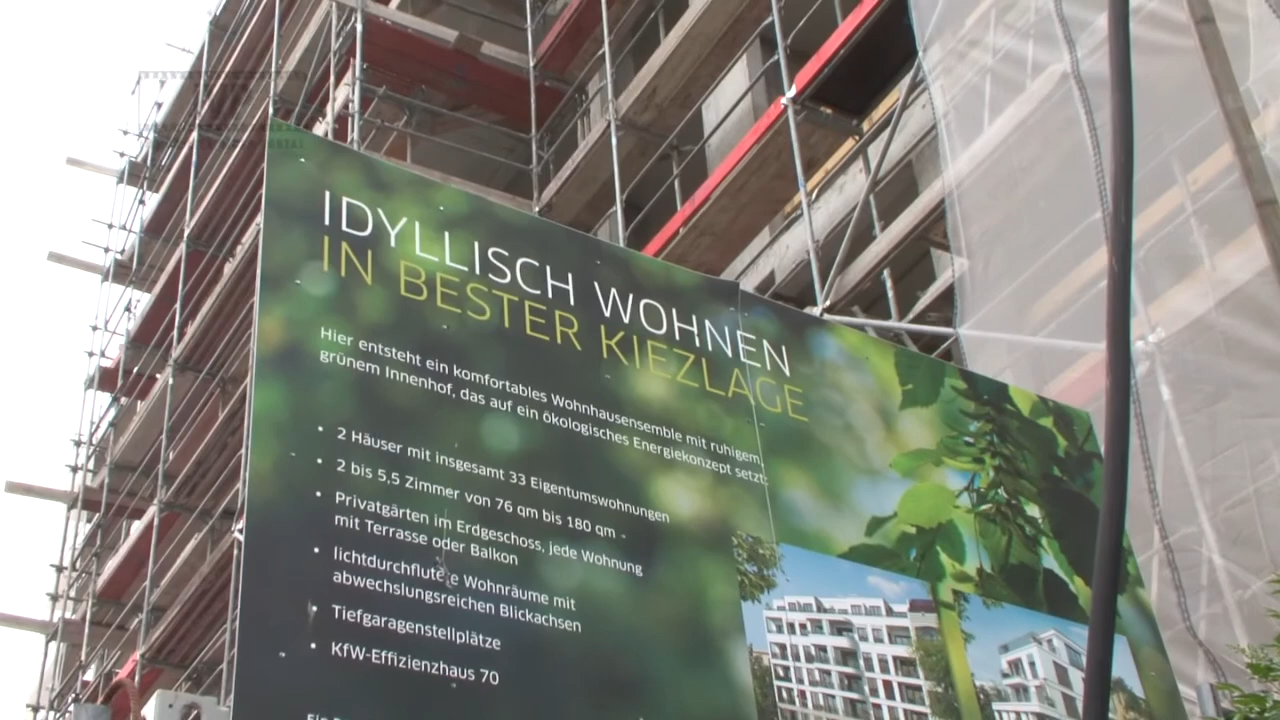 IDYLLISCH WOHNEN
IN BESTER KIEZLAGE
Hier entsteht ein komfortables Wohnhausensemble mit ruhigem,
grünem Innenhof, das auf ein ökologisches Energiekonzept setzt:
• 2 Häuser mit insgesamt 33 Eigentumswohnungen
• 2 bis 5,5 Zimmer von 76 qm bis 180 qm
• Privatgärten im Erdgeschoss, jede Wohnung
mit Terrasse oder Balkon
• lichtdurchflutete Wohnräume mit
abwechslungsreichen Blickachsen
• Tiefgaragenstellplätze
• KfW-Effizienzhaus 70